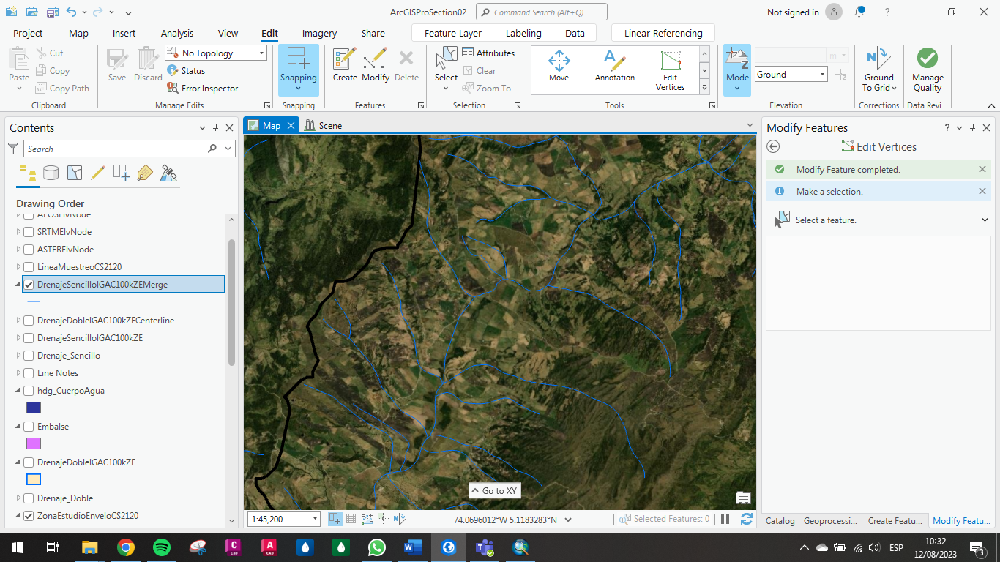 ArcGISProSection02
Command Search (Alt+Q)
Not signed in
?
Project
Map
Insert
Analysis
View
Edit
Imagery
Share
Feature Layer
Labeling
Data
Linear Referencing
Paste
Cut
Copy
Copy Path
Clipboard
Save
Discard
No Topology
Status
Error Inspector
Manage Edits
Snapping
Snapping
Create
Modify
Delete
Features
Select
Attributes
Clear
Zoom To
Selection
Move
Annotation
Edit
Vertices
Tools
Mode
m
Ground
Elevation
Ground
To Grid
Corrections
Manage
Quality
Data Revi...
Contents
Search
Drawing Order
ALOSElvNode
SRTMElvNode
ASTERElvNode
LineaMuestreoCS2120
DrenajeSencilloIGAC100kZEMerge
DrenajeDobleIGAC100kZECenterline
DrenajeSencilloIGAC100kZE
Drenaje_Sencillo
Line Notes
hdg_CuerpoAgua
Embalse
DrenajeDobleIGAC100kZE
Drenaje_Doble
ZonaEstudioEnveloCS2120
Map
Scene
Go to XY
1:45,200
74.0696012°W 5.1183283°N
Selected Features: 0
Modify Features
?
Edit Vertices
Modify Feature completed.
Make a selection.
Select a feature.
Catalog
Geoprocessi...
Create Featu...
Modify Featu...
C
C3D
A
CAD
ESP
10:32
12/08/2023
3